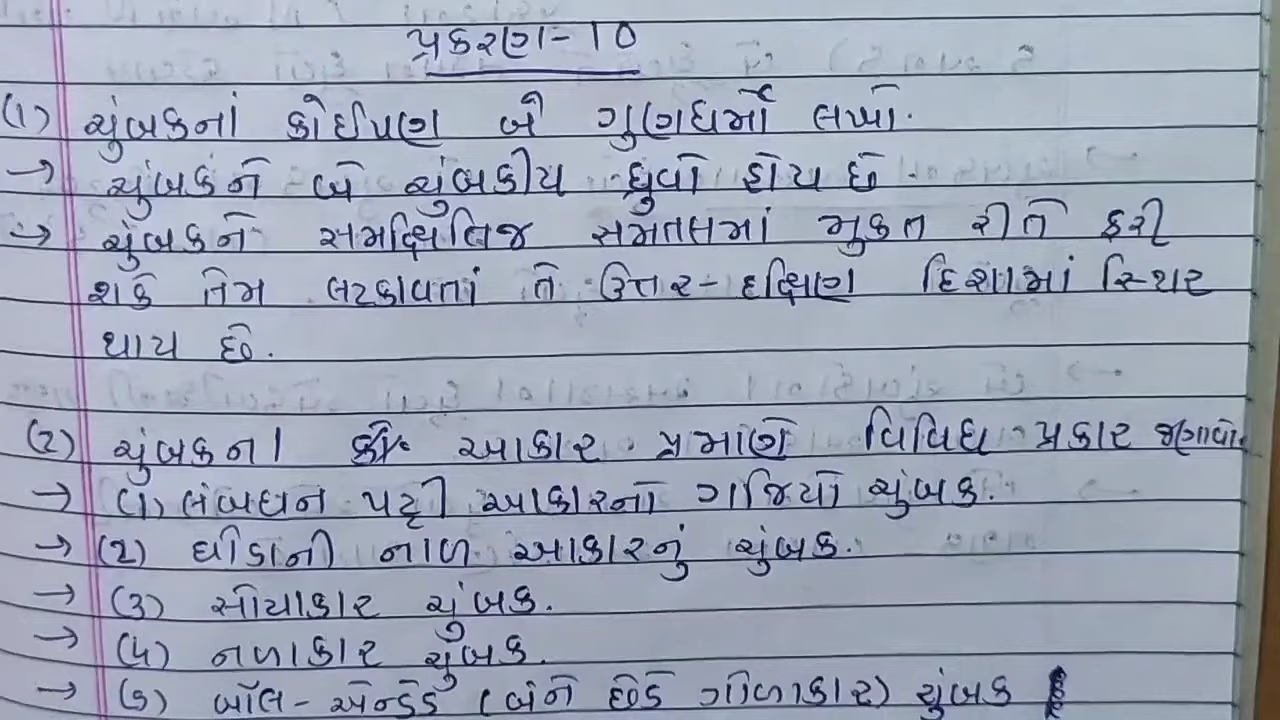 પ્રકરણ-10
(1) ચુંબકનાં કોઈપણ બે ગુણધર્મો લખો.
→ ચુંબકને બે ચુંબકીય ધ્રુવો હોય છે.
→ ચુંબકને સમક્ષિતિજ સમતલમાં મુક્ત રીતે ફરી
શકે તેમ લટકાવતાં તે ઉત્તર-દક્ષિણ દિશામાં સ્થિર
થાય છે.
(2) ચુંબકના આકાર પ્રમાણે વિવિધ પ્રકાર જણાવો.
→ (1) લંબઘન પટ્ટી આકારનો ગજિયો ચુંબક.
→ (2) ઘોડાની નાળ આકારનું ચુંબક.
→ (3) સોયાકાર ચુંબક.
→ (4) નળાકાર ચુંબક.
→ (5) બૉલ-ઍન્ડેડ (બંને છેડે ગોળાકાર) ચુંબક